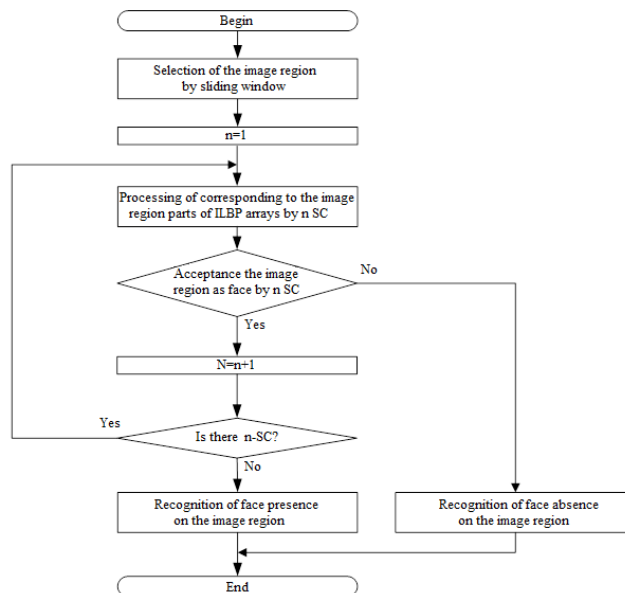 Begin
Selection of the image region
by sliding window
n=1
Processing of corresponding to the image
region parts of ILBP arrays by n SC
Acceptance the image
region as face by n SC
No
Yes
N=n+1
Yes
Is there n-SC?
No
Recognition of face presence
on the image region
Recognition of face absence
on the image region
End